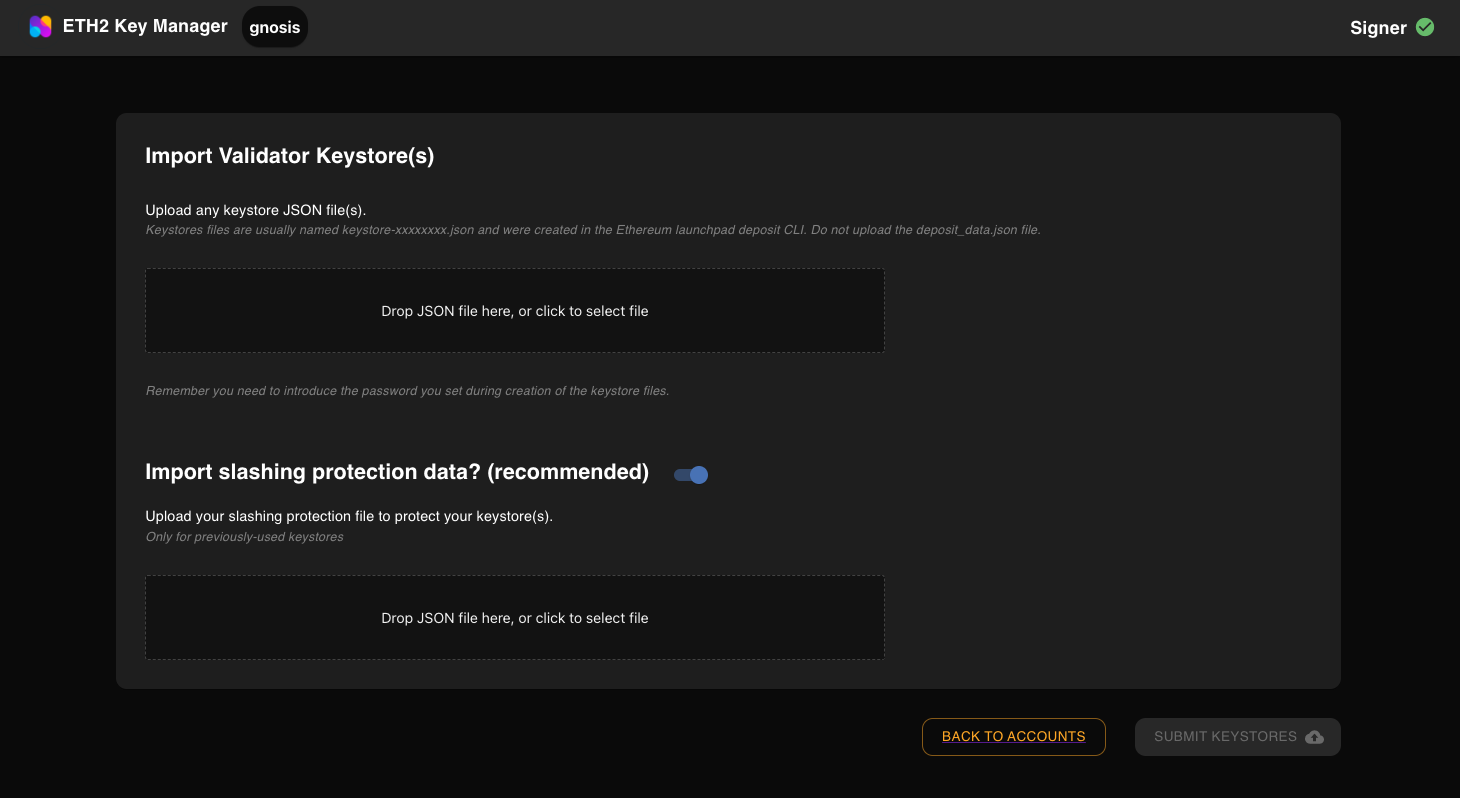 ETH2 Key Manager
gnosis
Signer
Import Validator Keystore(s)
Upload any keystore JSON file(s).
Keystores files are usually named keystore-xxxxxxxx.json and were created in the Ethereum launchpad deposit CLI. Do not upload the deposit_data.json file.
Drop JSON file here, or click to select file
Remember you need to introduce the password you set during creation of the keystore files.
Import slashing protection data? (recommended)
Upload your slashing protection file to protect your keystore(s).
Only for previously-used keystores
Drop JSON file here, or click to select file
BACK TO ACCOUNTS
SUBMIT KEYSTORES